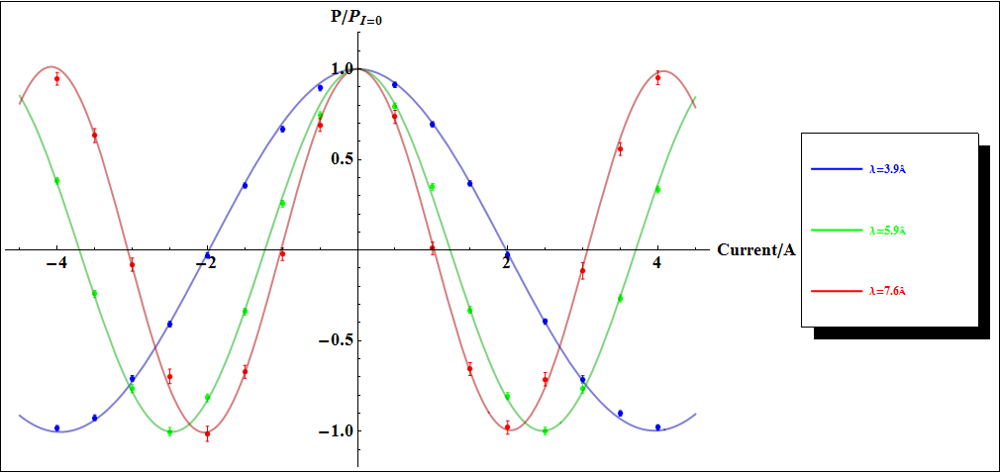 P/P_{I=0}
1.0
0.5
−4
−2
2
4
Current/A
−0.5
−1.0
λ=3.9Å
λ=5.9Å
λ=7.6Å